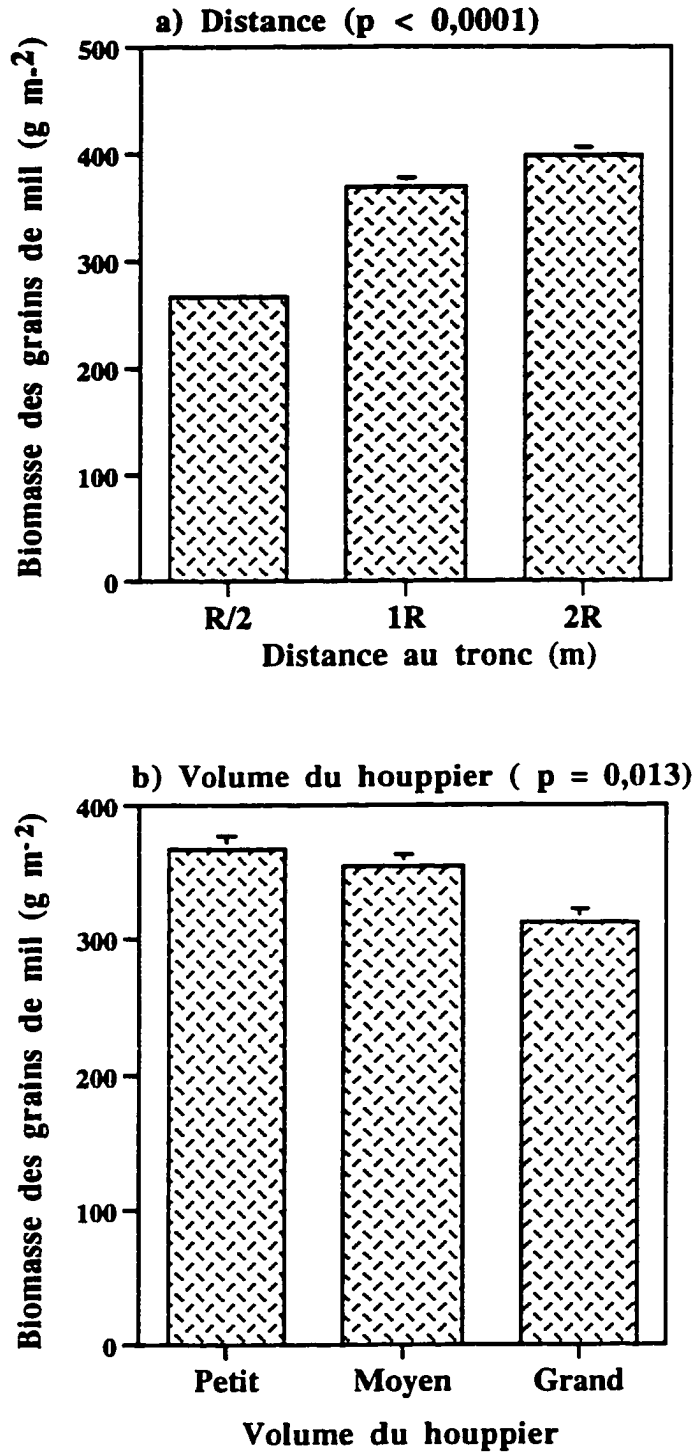 a) Distance (p < 0,0001)
Biomasse des grains de mil (g m-²)
500
400
300
200
100
0
R/2 1R 2R
Distance au tronc (m)
b) Volume du houppier ( p = 0,013)
Biomasse des grains de mil (g m-²)
400
300
200
100
0
Petit Moyen Grand
Volume du houppier